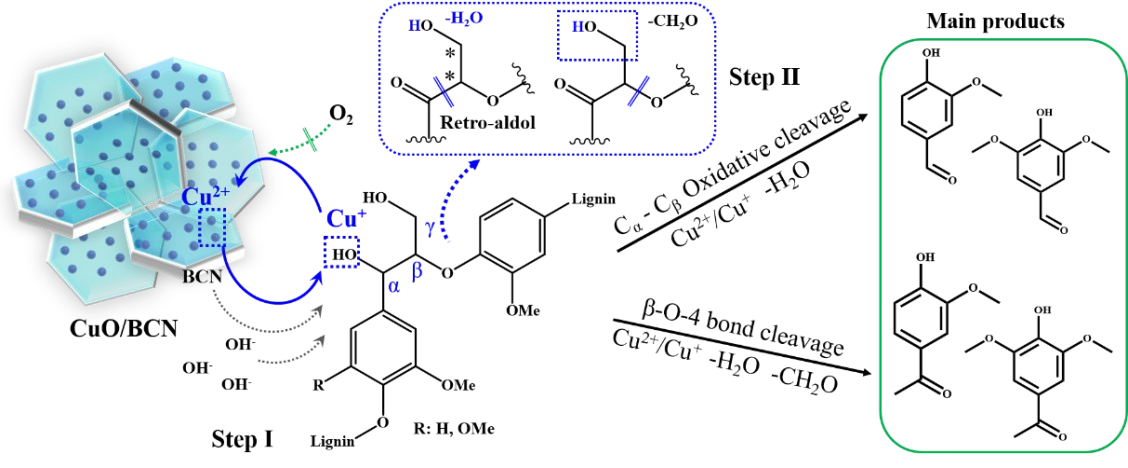 Main products
HO
-H₂O
HO
-CH₂O
*
*
O
O
O
O
Retro-aldol
Step II
O₂
Cu²⁺
Cu⁺
BCN
CuO/BCN
OH⁻
OH⁻
OH⁻
Step I
HO
HO
γ
β
α
O
Lignin
OMe
R
OMe
O
Lignin
R: H, OMe
Cα - Cβ Oxidative cleavage
Cu²⁺/Cu⁺ -H₂O
β-O-4 bond cleavage
Cu²⁺/Cu⁺ -H₂O -CH₂O
OH
O
O
OH
O
O
O
OH
O
O
OH
O
O
O